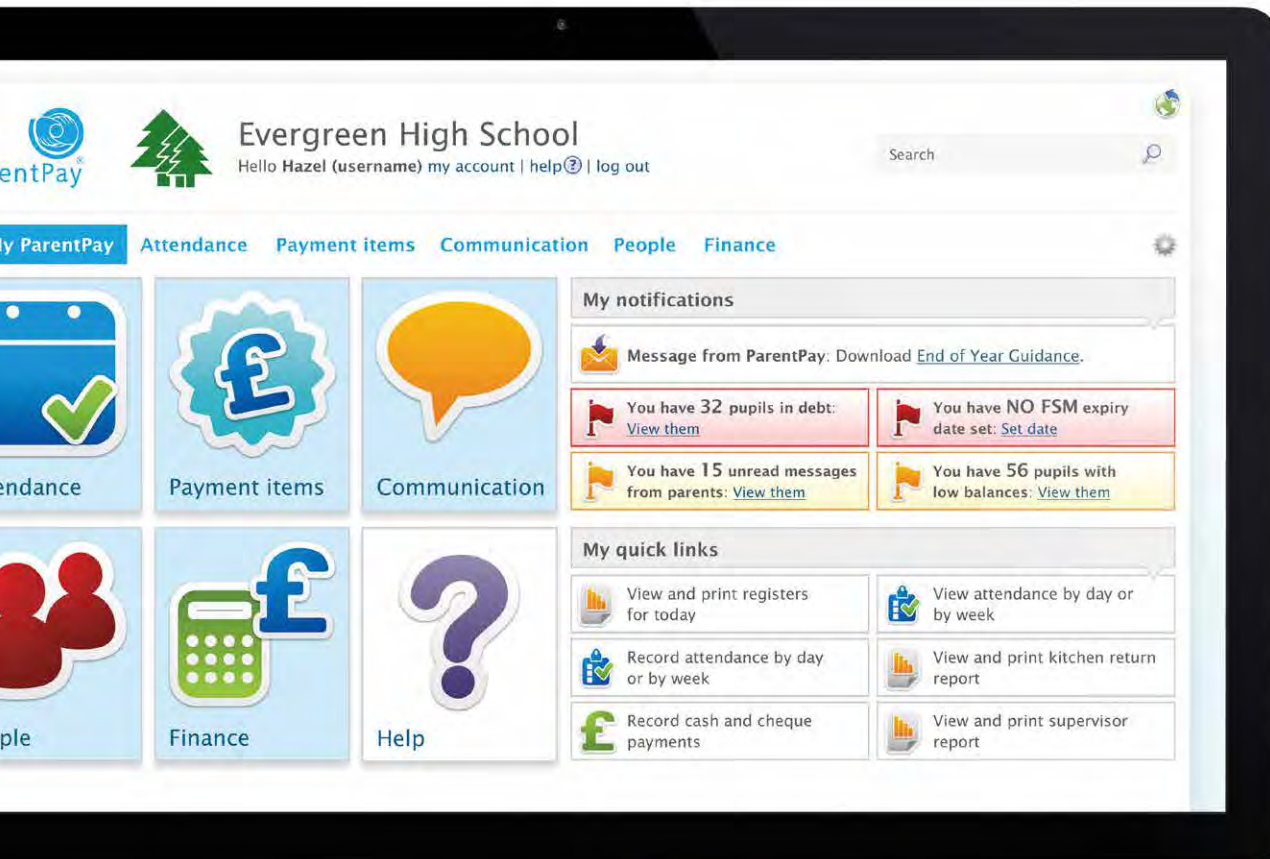 Evergreen High School
Hello Hazel (username) my account | help ? | log out
Search
entPay®
ly ParentPay
Attendance
Payment items
Communication
People
Finance
endance
Payment items
Communication
ple
Finance
Help
My notifications
Message from ParentPay: Download End of Year Guidance.
You have 32 pupils in debt:
View them
You have NO FSM expiry
date set: Set date
You have 15 unread messages
from parents: View them
You have 56 pupils with
low balances: View them
My quick links
View and print registers
for today
View attendance by day or
by week
Record attendance by day
or by week
View and print kitchen return
report
Record cash and cheque
payments
View and print supervisor
report